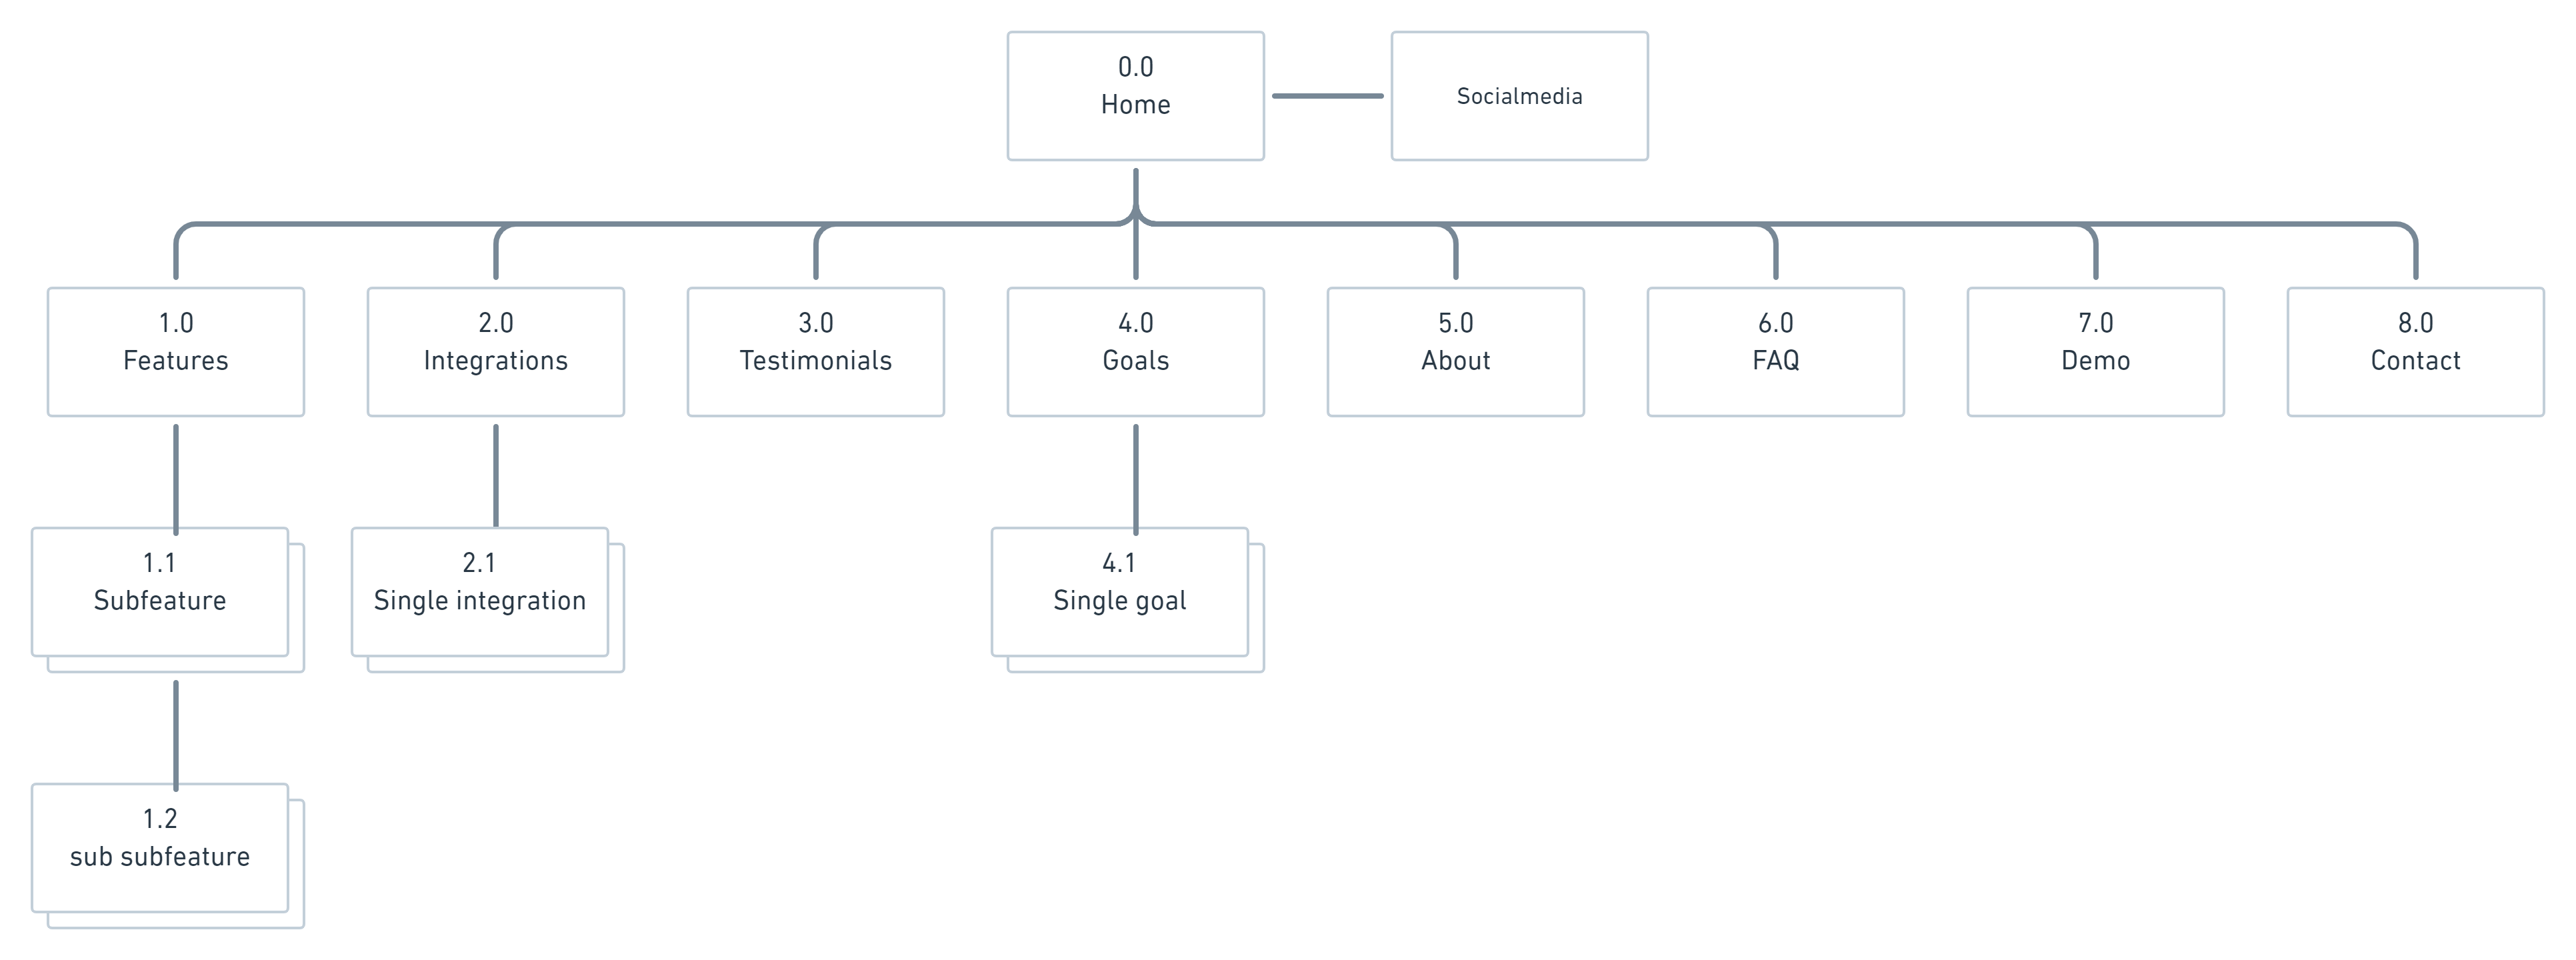 0.0
Home
Socialmedia
1.0
Features
2.0
Integrations
3.0
Testimonials
4.0
Goals
5.0
About
6.0
FAQ
7.0
Demo
8.0
Contact
1.1
Subfeature
2.1
Single integration
4.1
Single goal
1.2
sub subfeature